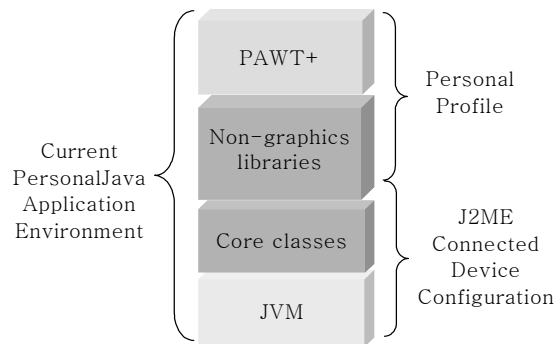 PAWT+
Non-graphics
libraries
Core classes
JVM
Current
PersonalJava
Application
Environment
Personal
Profile
J2ME
Connected
Device
Configuration